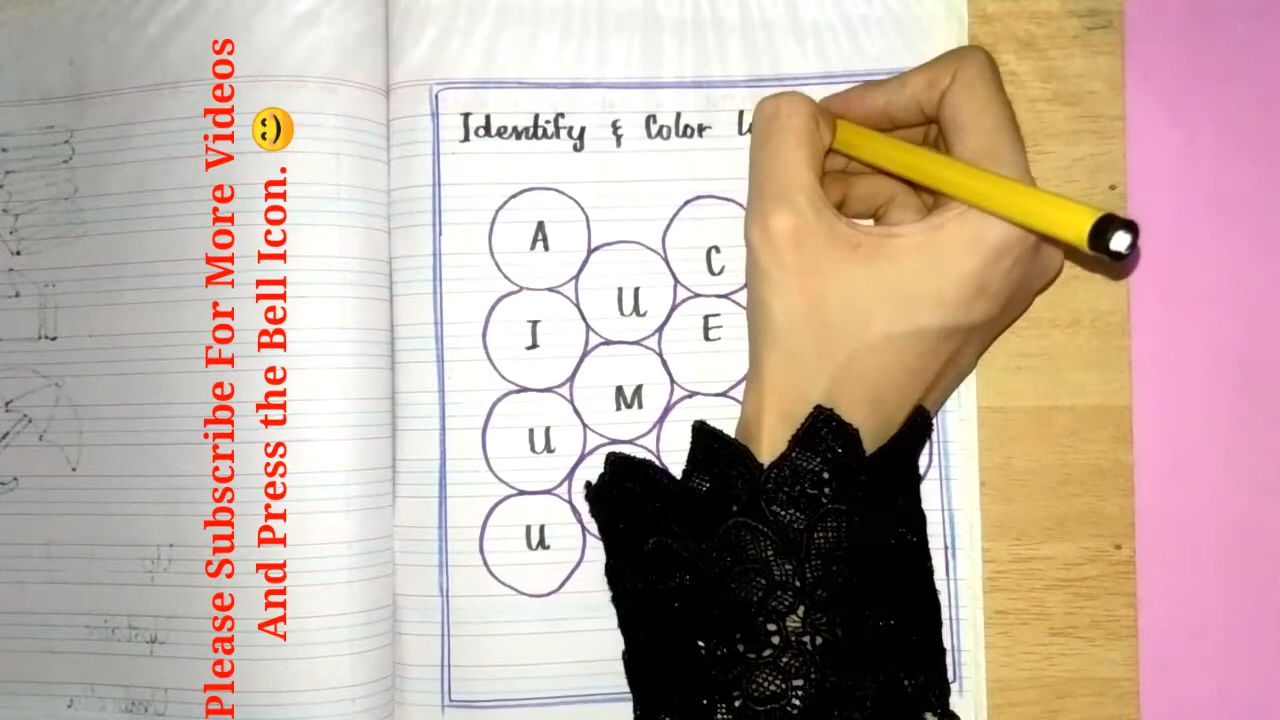 Please Subscribe For More Videos
And Press the Bell Icon. 😊
Identify & Color
A
C
U
I
E
M
U
U